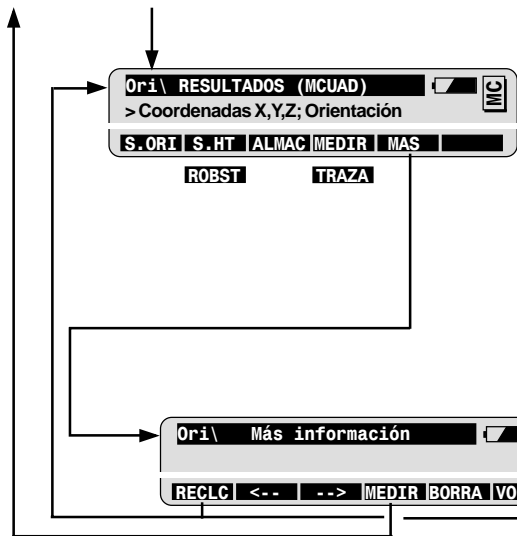 Ori\ RESULTADOS (MCUAD)
MC
> Coordenadas X,Y,Z; Orientación
S.ORI S.HT ALMAC MEDIR MAS
ROBST TRAZA
Ori\ Más información
RECLC <-- --> MEDIR BORRA VO